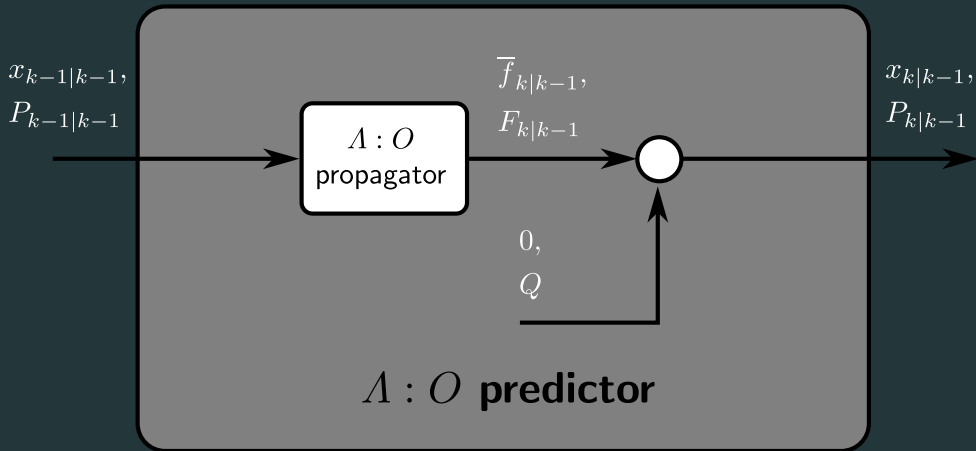 x_{k-1|k-1},
P_{k-1|k-1}
Λ : O
propagator
f̅_{k|k-1},
F_{k|k-1}
0,
Q
x_{k|k-1},
P_{k|k-1}
Λ : O predictor